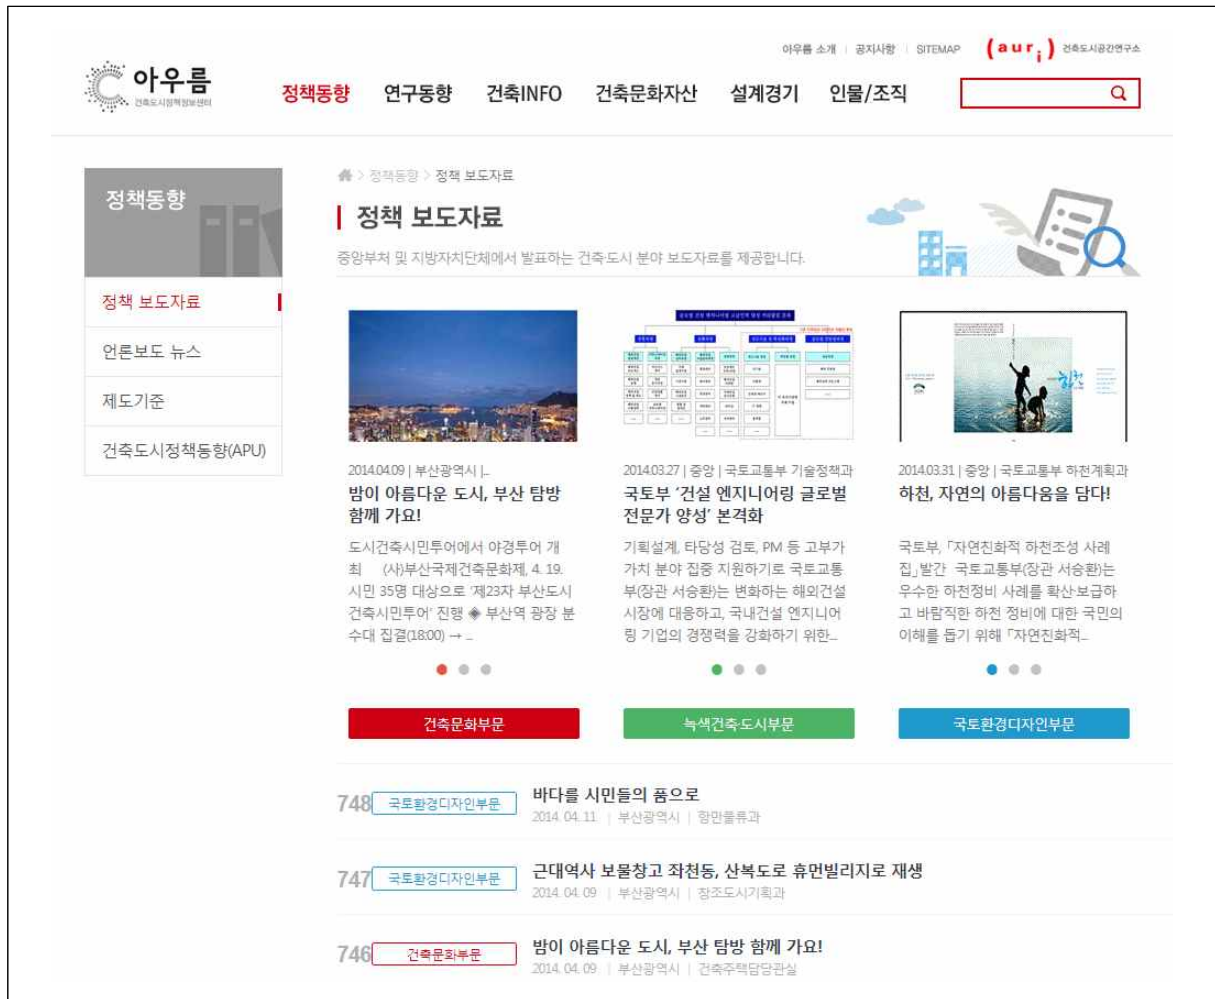 아우름 소개 | 공지사항 | SITEMAP (auri) 건축도시공간연구소
아우름
건축도시정책정보센터
정책동향 연구동향 건축INFO 건축문화자산 설계경기 인물/조직
정책동향
정책 보도자료
언론보도 뉴스
제도기준
건축도시정책동향(APU)
> 정책동향 > 정책 보도자료
정책 보도자료
중앙부처 및 지방자치단체에서 발표하는 건축·도시 분야 보도자료를 제공합니다.
2014.04.09 | 부산광역시 |...
밤이 아름다운 도시, 부산 탐방
함께 가요!
도시건축시민투어에서 야경투어 개
최 (사)부산국제건축문화제, 4. 19.
시민 35명 대상으로 '제23차 부산도시
건축시민투어' 진행 ◈ 부산역 광장 분
수대 집결(18:00) → ...
건축문화부문
2014.03.27 | 중앙 | 국토교통부 기술정책과
국토부 '건설 엔지니어링 글로벌
전문가 양성' 본격화
기획설계, 타당성 검토, PM 등 고부가
가치 분야 집중 지원하기로 국토교통
부(장관 서승환)는 변화하는 해외건설
시장에 대응하고, 국내건설 엔지니어
링 기업의 경쟁력을 강화하기 위한...
녹색건축·도시부문
하천
2014.03.31 | 중앙 | 국토교통부 하천계획과
하천, 자연의 아름다움을 담다!
국토부, 「자연친화적 하천조성 사례
집」발간 국토교통부(장관 서승환)는
우수한 하천정비 사례를 확산·보급하
고 바람직한 하천 정비에 대한 국민의
이해를 돕기 위해 「자연친화적...
국토환경디자인부문
748 국토환경디자인부문 바다를 시민들의 품으로
2014. 04. 11 | 부산광역시 | 항만물류과
747 국토환경디자인부문 근대역사 보물창고 좌천동, 산복도로 휴먼빌리지로 재생
2014. 04. 09 | 부산광역시 | 창조도시기획과
746 건축문화부문 밤이 아름다운 도시, 부산 탐방 함께 가요!
2014. 04. 09 | 부산광역시 | 건축주택담당관실